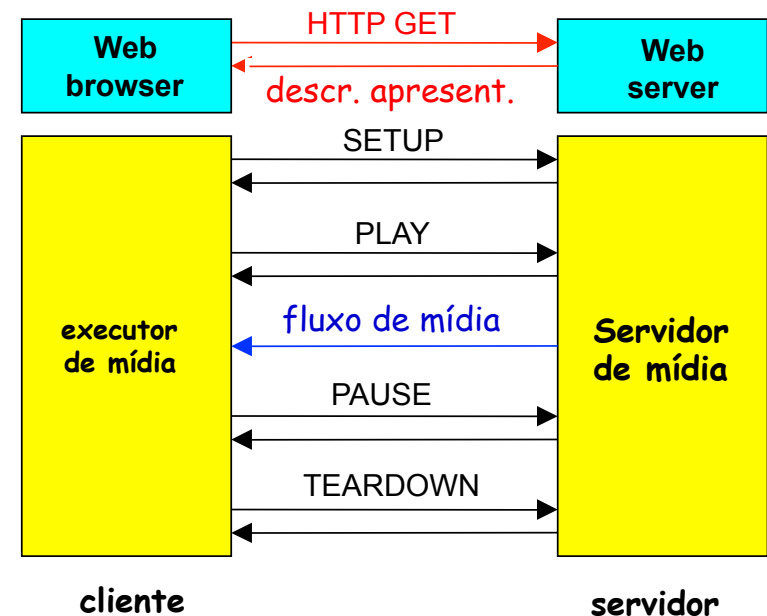 HTTP GET
Web
browser
Web
server
descr. apresent.
SETUP
PLAY
fluxo de mídia
executor
de mídia
Servidor
de mídia
PAUSE
TEARDOWN
cliente
servidor